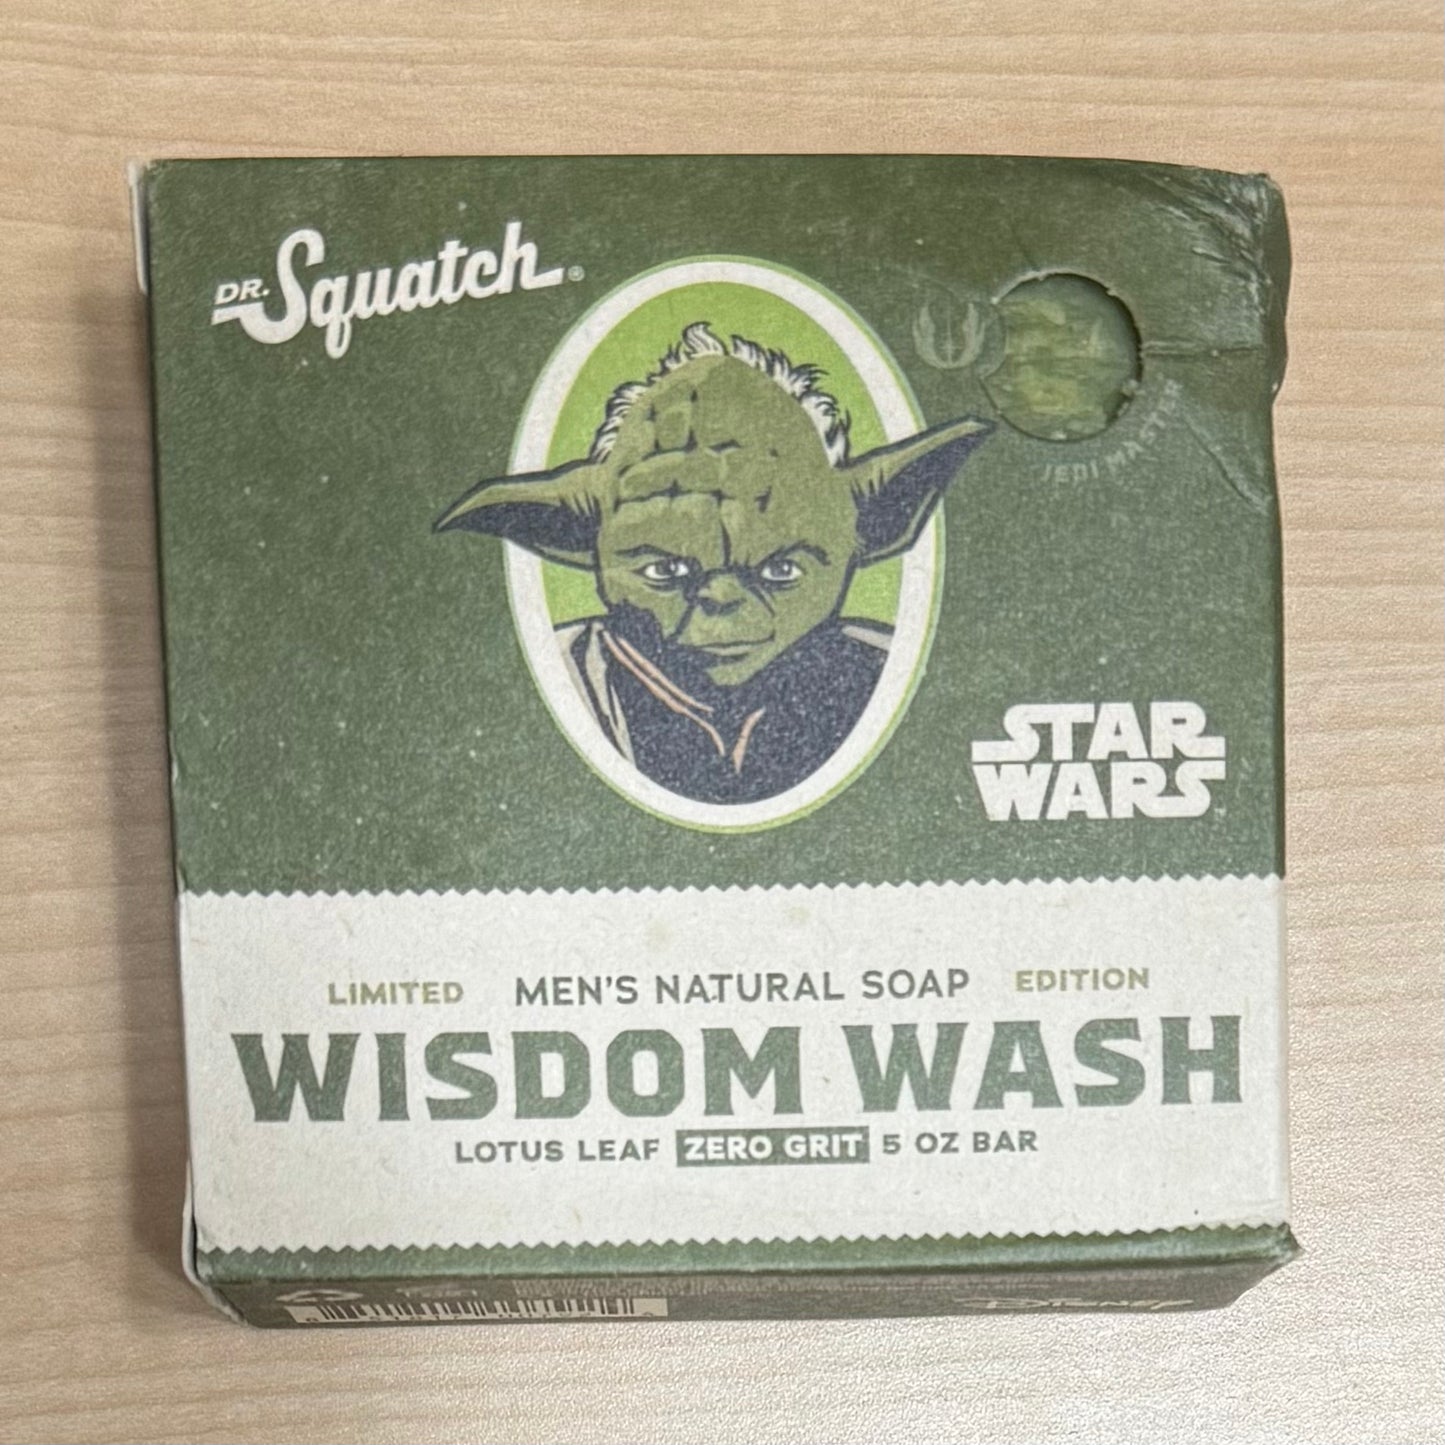 DR. Squatch®
JEDI MASTER
STAR
WARS
LIMITED MEN'S NATURAL SOAP EDITION
WISDOM WASH
LOTUS LEAF ZERO GRIT 5 OZ BAR
Disney